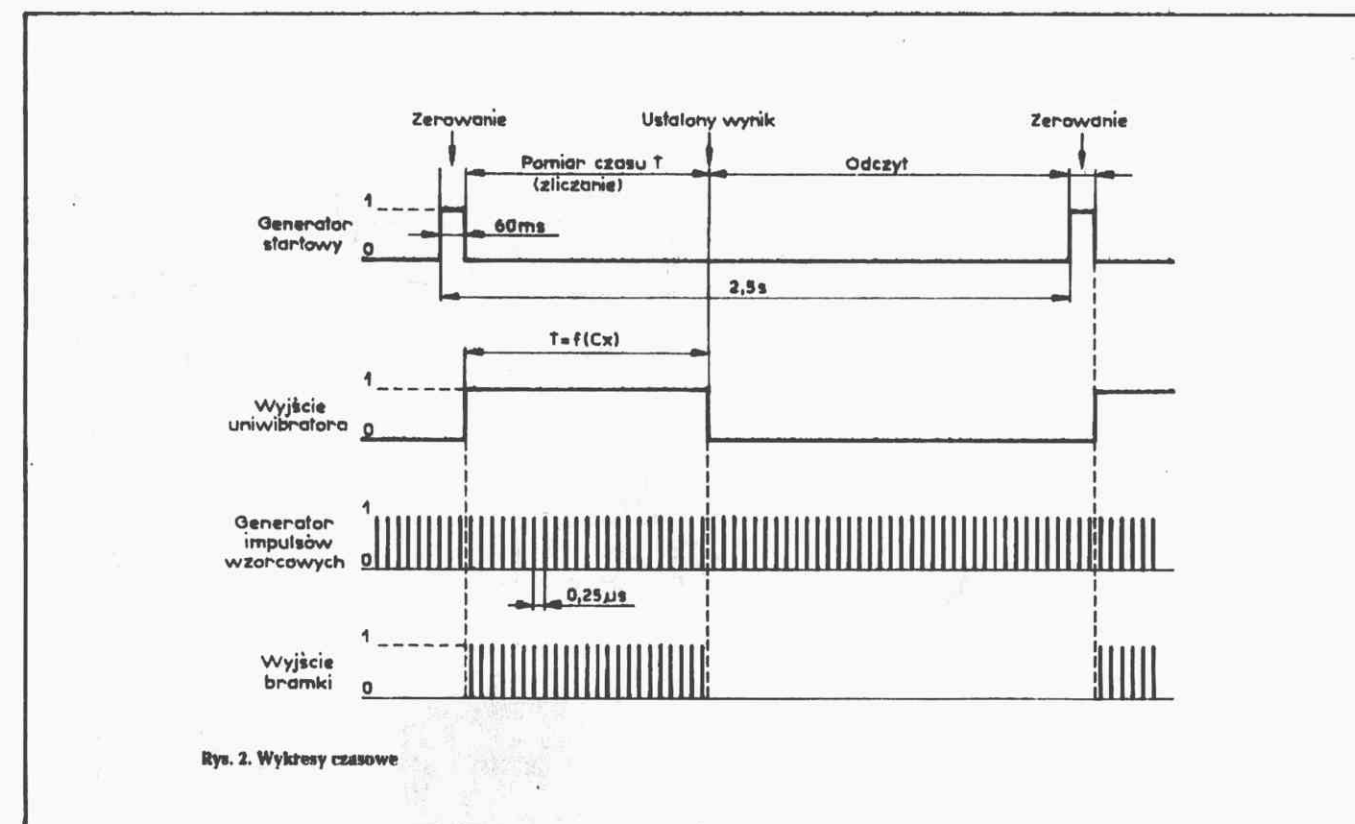 Zerowanie
Ustalony wynik
Zerowanie
Pomiar czasu T
(zliczanie)
Odczyt
Generator
startowy
1
0
60ms
2,5s
T=f(Cx)
Wyjście
uniwibratora
1
0
Generator
impulsów
wzorcowych
1
0
0,25µs
Wyjście
bramki
1
0
Rys. 2. Wykresy czasowe